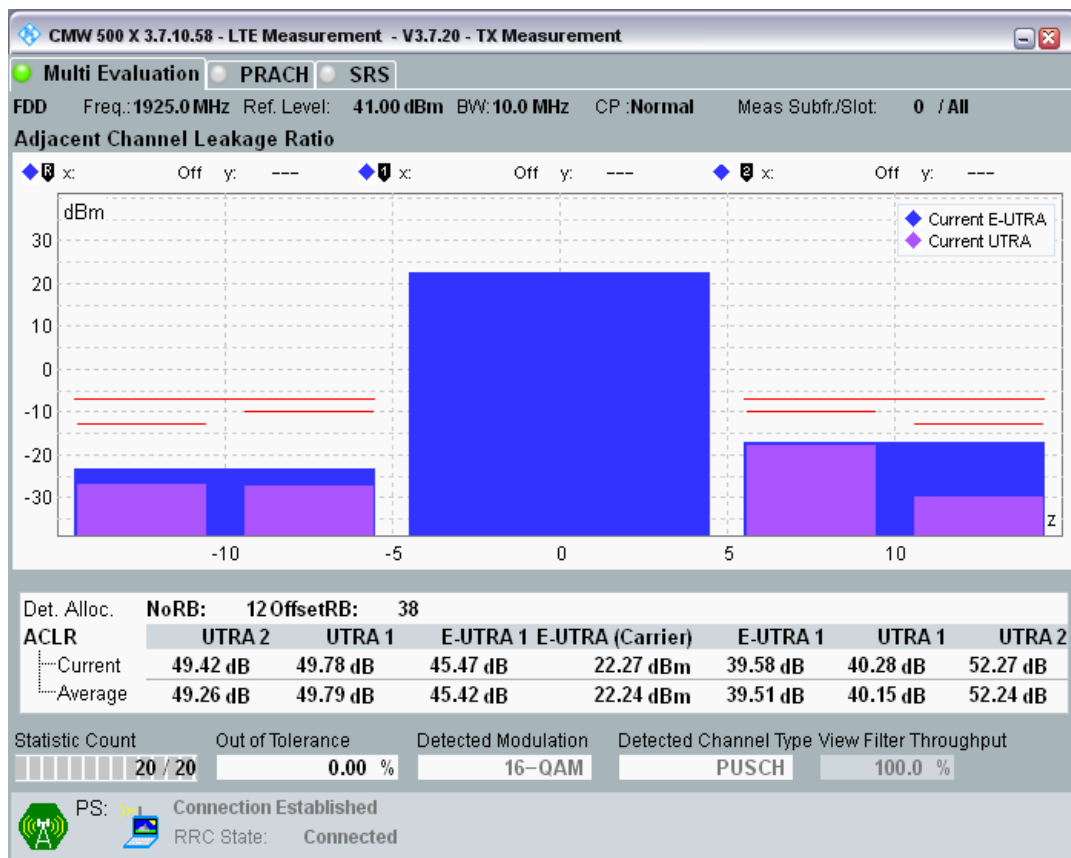 CMW 500 X 3.7.10.58 - LTE Measurement - V3.7.20 - TX Measurement
Multi Evaluation PRACH SRS
FDD Freq.: 1925.0 MHz Ref. Level: 41.00 dBm BW: 10.0 MHz CP :Normal Meas Subfr./Slot: 0 / All
Adjacent Channel Leakage Ratio
R x: Off y: --- 1 x: Off y: --- 2 x: Off y: ---
dBm
Current E-UTRA
Current UTRA
30
20
10
0
-10
-20
-30
z
-10 -5 0 5 10
Det. Alloc. NoRB: 12 OffsetRB: 38
ACLR UTRA 2 UTRA 1 E-UTRA 1 E-UTRA (Carrier) E-UTRA 1 UTRA 1 UTRA 2
Current 49.42 dB 49.78 dB 45.47 dB 22.27 dBm 39.58 dB 40.28 dB 52.27 dB
Average 49.26 dB 49.79 dB 45.42 dB 22.24 dBm 39.51 dB 40.15 dB 52.24 dB
Statistic Count Out of Tolerance Detected Modulation Detected Channel Type View Filter Throughput
20 / 20 0.00 % 16-QAM PUSCH 100.0 %
PS: Connection Established
RRC State: Connected